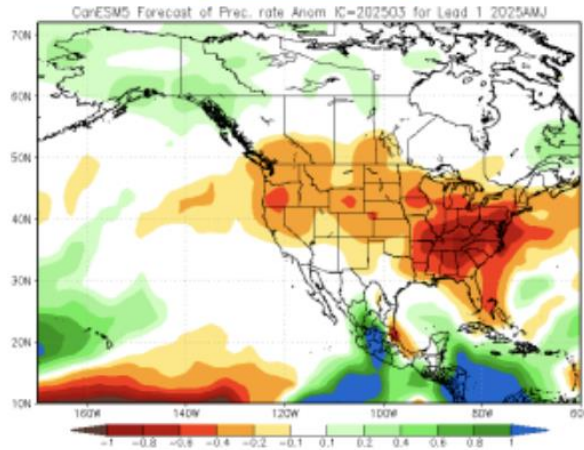 CanESM5 Forecast of Prec. rate Anom IC=202503 for Lead 1 2025AMJ
70N
60N
50N
40N
30N
20N
10N
160W 140W 120W 100W 80W 60
-1 -0.8 -0.6 -0.4 -0.2 -0.1 0.1 0.2 0.4 0.6 0.8 1